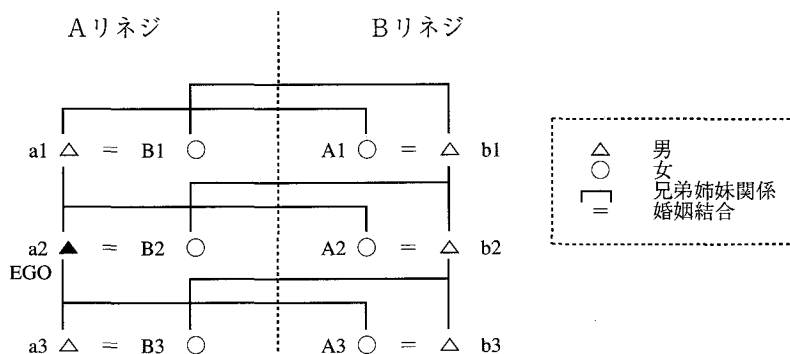 Aリネジ Bリネジ
a1 △ = B1 ○ A1 ○ = △ b1
a2 ▲ = B2 ○ A2 ○ = △ b2
EGO
a3 △ = B3 ○ A3 ○ = △ b3
△ 男
○ 女
兄弟姉妹関係
= 婚姻結合